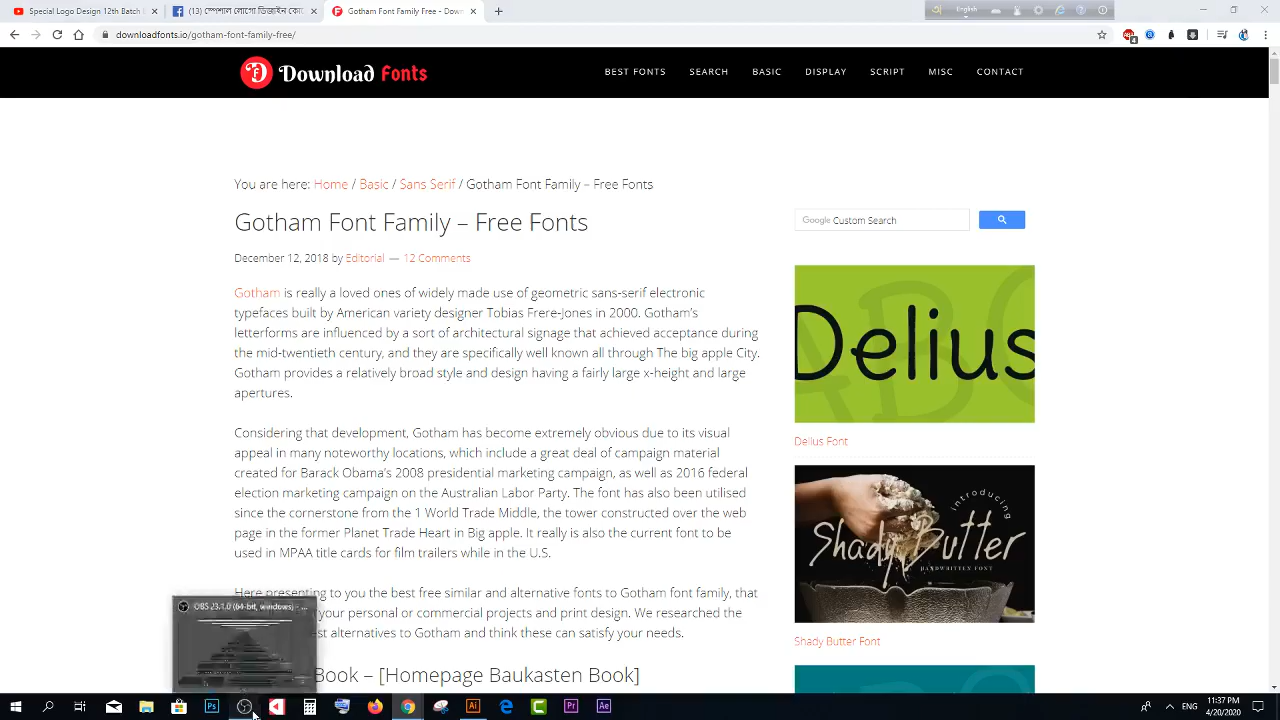 Special Logo Design 12th Batch L
(13) সোশ্যাল
Gotham Font Family Free - Dow
English
downloadfonts.io/gotham-font-family-free/
Download Fonts
BEST FONTS SEARCH BASIC DISPLAY SCRIPT MISC CONTACT
You are here: Home / Basic / Sans Serif / Gotham Font Family – Free Fonts
Gotham Font Family – Free Fonts
Google Custom Search
December 12, 2018 by Editorial — 12 Comments
Gotham is really a loved ones of widely made use of geometric sans-serif electronic
typefaces built by American variety designer Tobias Frere-Jones in 2000. Gotham's
letterforms are influenced by sort of architectural signage that achieved acceptance during
the mid-twentieth century, and they are specifically well known all through The big apple City.
Gotham provides a relatively broad style and design having a fairly large x-height and large
apertures.
Delius
Considering that development, Gotham has become extremely obvious due to its visual
appeal in many noteworthy locations, which include a great deal of campaign material
created for Barack Obama's 2008 presidential marketing campaign, as well as 2016 federal
election marketing campaign on the Australian Labor Party. The font has also been utilised
since the cornerstone from the 1 World Trade Middle, the tower constructed over the web
page in the former Planet Trade Heart in Big apple. It really is also the current font to be
used in MPAA title cards for film trailers while in the U.S.
Delius Font
introducing
Shady Butter
HANDWRITTEN FONT
Here presenting to you the best free similar and alternative fonts to Gotham font family, that
your personal commercial projects and print design. We researched the
est alternatives to Gotham and think these can satisfy your needs.
Shady Butter Font
Book – [Homepage Baukasten Book]
OBS 23.1.0 (64-bit, windows) - ...
ENG
11:37 PM
4/20/2020